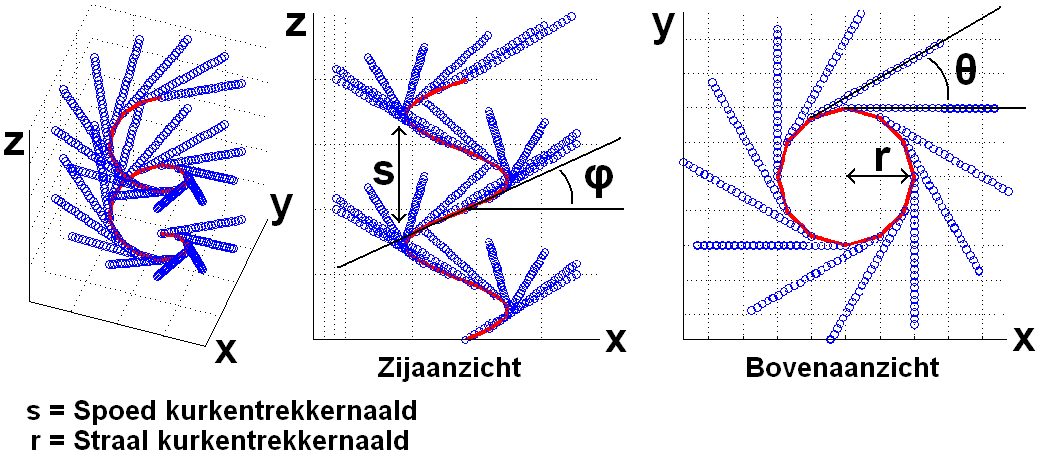 z
y
x
z
s
φ
x
Zijaanzicht
y
θ
r
x
Bovenaanzicht
s = Spoed kurkentrekkernaald
r = Straal kurkentrekkernaald